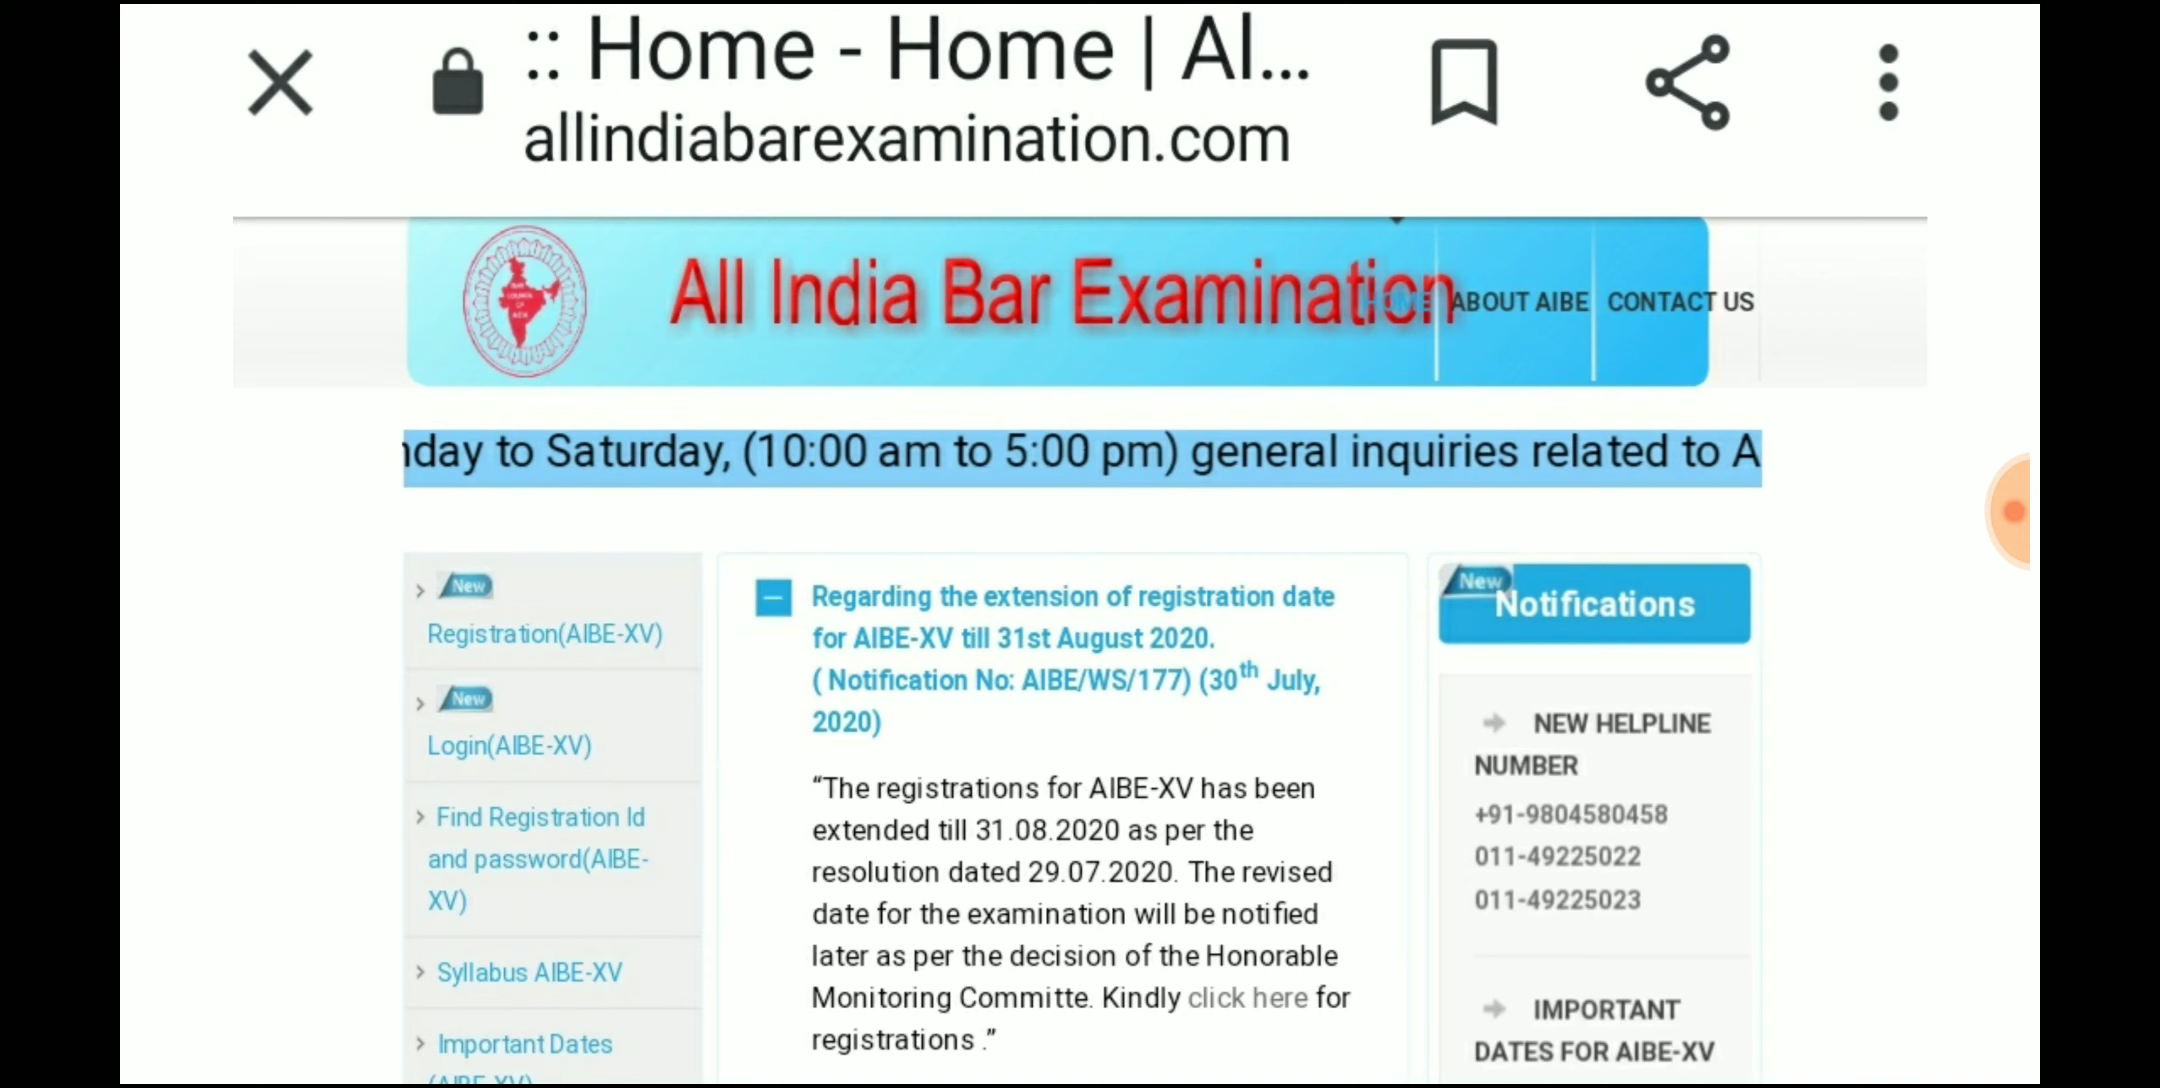 :: Home - Home | Al...
allindiabarexamination.com
All India Bar Examination
HOME
ABOUT AIBE
CONTACT US
day to Saturday, (10:00 am to 5:00 pm) general inquiries related to A
New
Registration(AIBE-XV)
New
Login(AIBE-XV)
Find Registration Id
and password(AIBE-
XV)
Syllabus AIBE-XV
Important Dates
(AIBE-XV)
Regarding the extension of registration date
for AIBE-XV till 31st August 2020.
( Notification No: AIBE/WS/177) (30th July,
2020)
“The registrations for AIBE-XV has been
extended till 31.08.2020 as per the
resolution dated 29.07.2020. The revised
date for the examination will be notified
later as per the decision of the Honorable
Monitoring Committe. Kindly click here for
registrations .”
New
Notifications
NEW HELPLINE
NUMBER
+91-9804580458
011-49225022
011-49225023
IMPORTANT
DATES FOR AIBE-XV